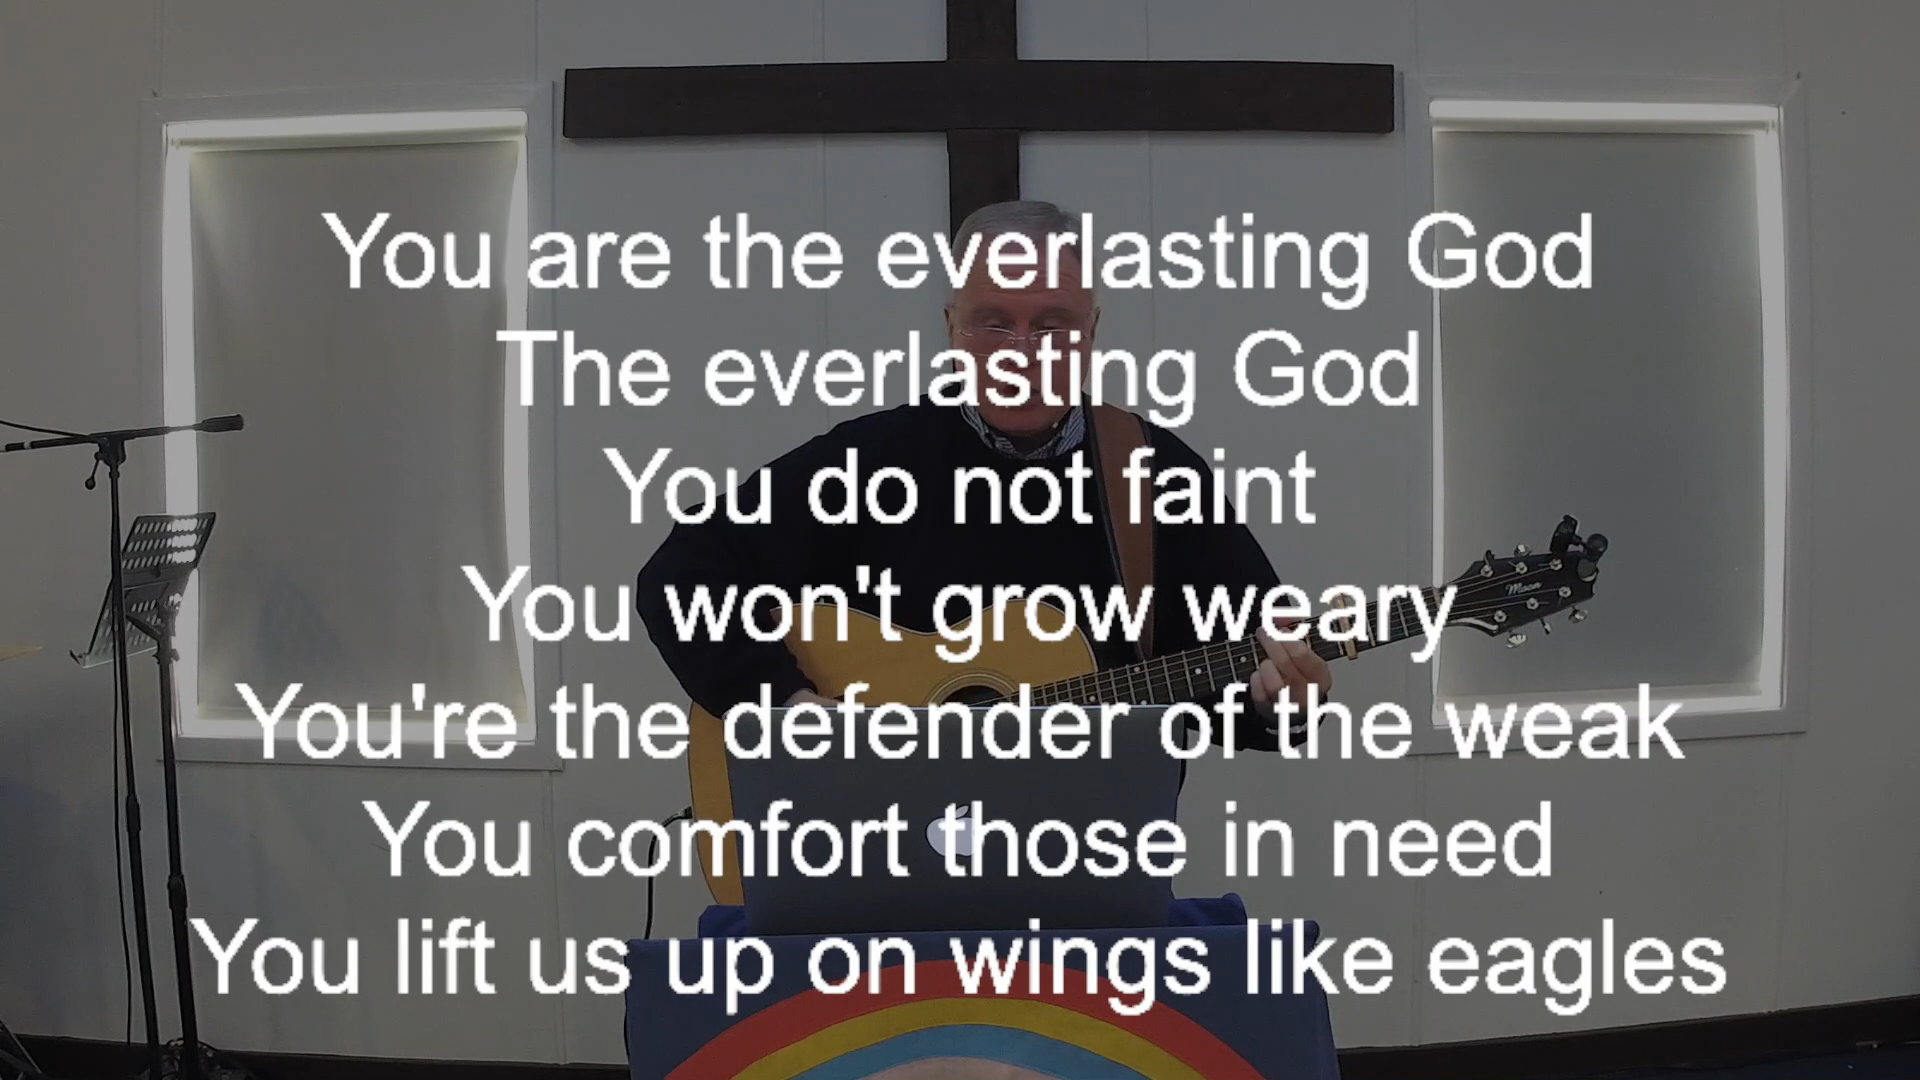 You are the everlasting God
The everlasting God
You do not faint
You won't grow weary
You're the defender of the weak
You comfort those in need
You lift us up on wings like eagles
Moon